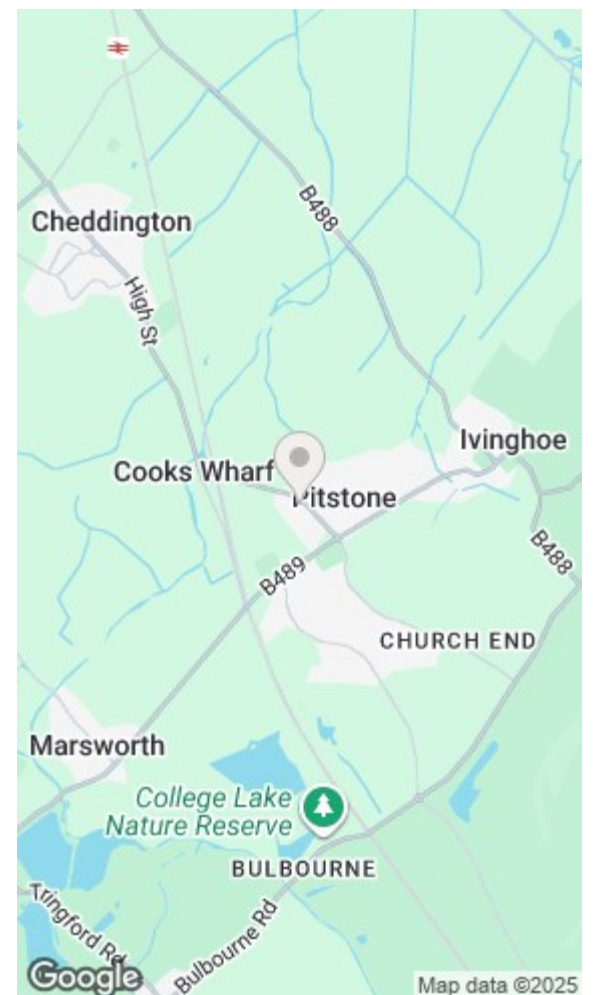 Cheddington
B488
High St
Ivinghoe
Cooks Wharf
Pitstone
B489
B488
CHURCH END
Marsworth
College Lake
Nature Reserve
BULBOURNE
Tringford Rd
Bulbourne Rd
Google
Map data ©2025